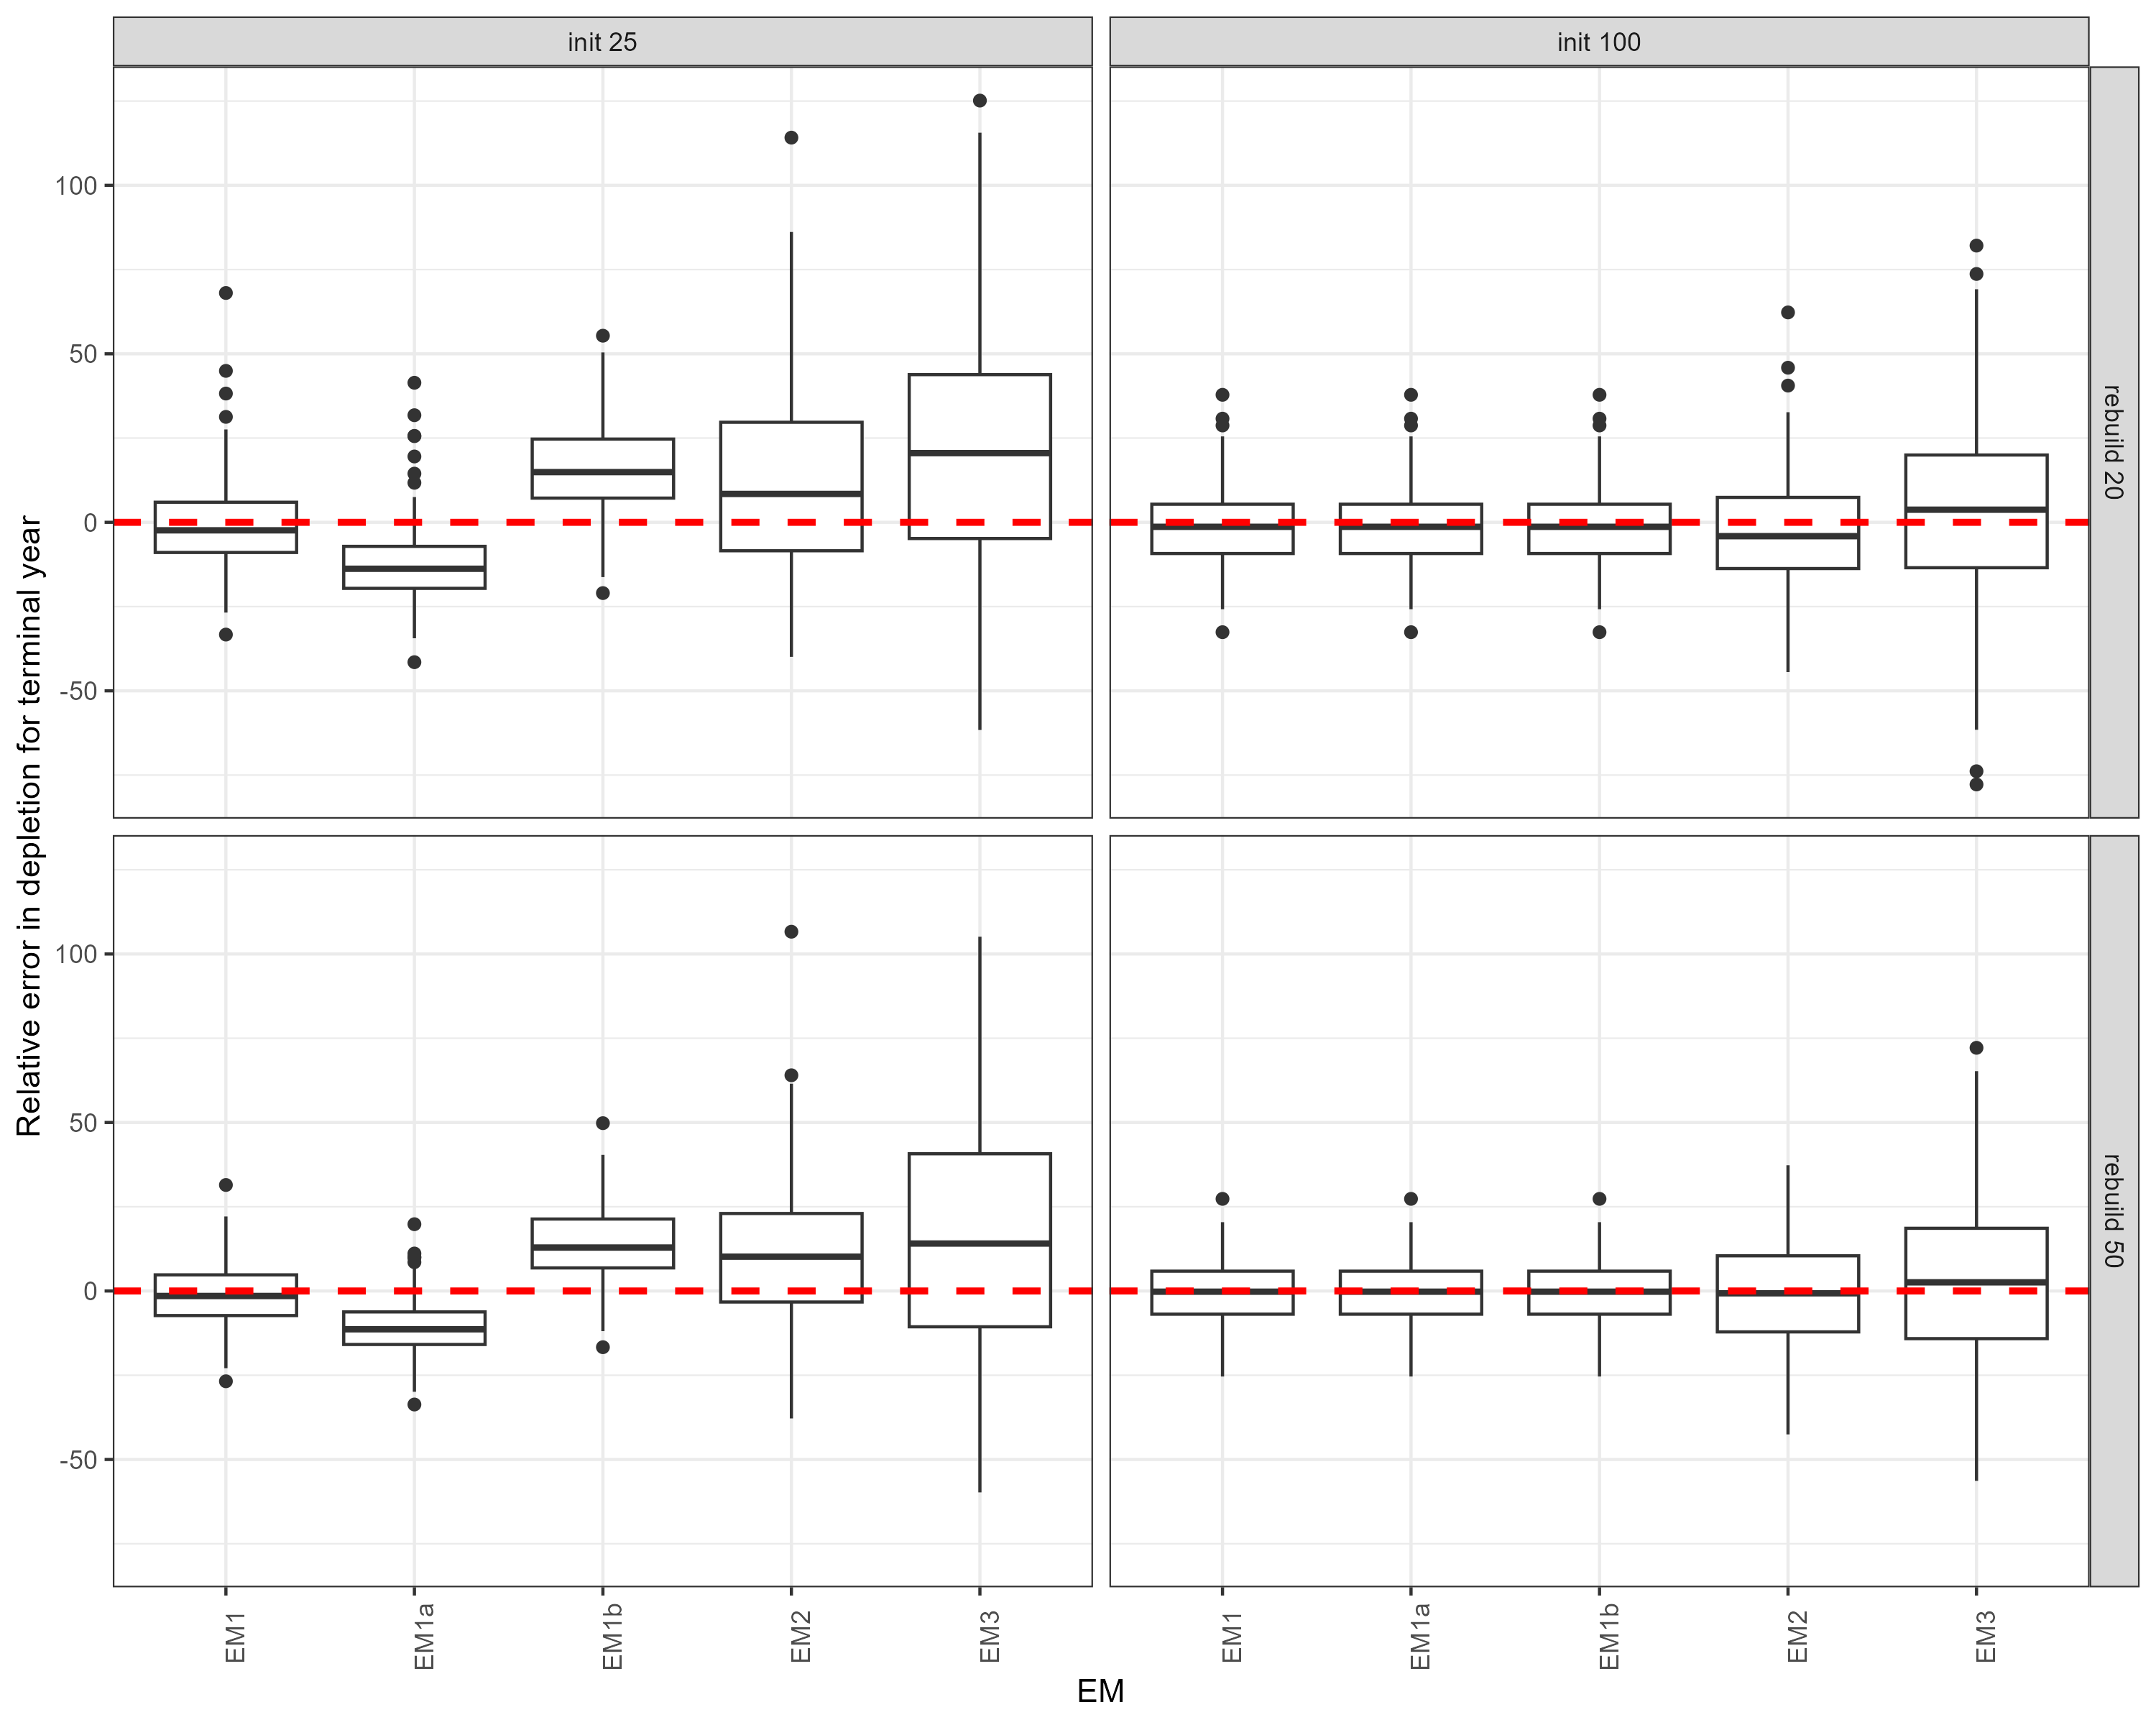 init 25
init 100
rebuild 20
rebuild 50
Relative error in depletion for terminal year
100
50
0
-50
100
50
0
-50
EM1
EM1a
EM1b
EM2
EM3
EM1
EM1a
EM1b
EM2
EM3
EM